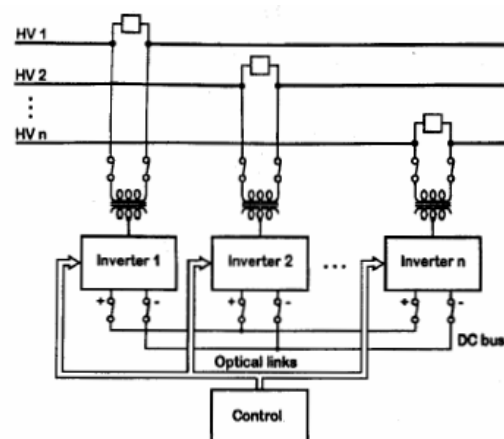 HV 1
HV 2
HV n
Inverter 1
Inverter 2
...
Inverter n
+ - + - + -
DC bus
Optical links
Control